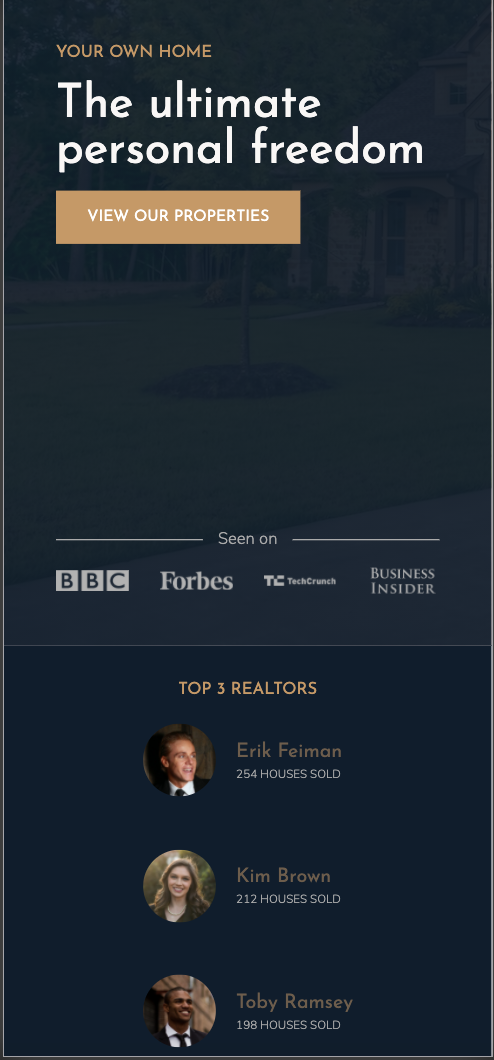 YOUR OWN HOME
The ultimate
personal freedom
VIEW OUR PROPERTIES
Seen on
BBC
Forbes
TC TechCrunch
BUSINESS
INSIDER
TOP 3 REALTORS
Erik Feiman
254 HOUSES SOLD
Kim Brown
212 HOUSES SOLD
Toby Ramsey
198 HOUSES SOLD